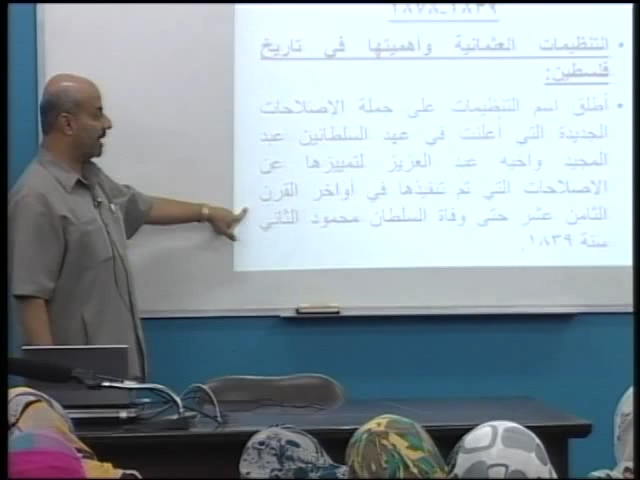 ١٨٣٩-١٨٧٨
• التنظيمات العثمانية وأهميتها في تاريخ
فلسطين:
• أطلق اسم التنظيمات على حملة الاصلاحات
الجديدة التي أعلنت في عهد السلطانين عبد
المجيد واخيه عبد العزيز لتمييزها عن
الاصلاحات التي تم تنفيذها في أواخر القرن
الثامن عشر حتى وفاة السلطان محمود الثاني
سنة ١٨٣٩.